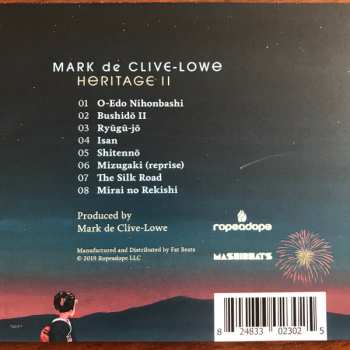 MARK de CLIVE-LOWE
HERITAGE II
01 O-Edo Nihonbashi
02 Bushidō II
03 Ryūgū-jō
04 Isan
05 Shitennō
06 Mizugaki (reprise)
07 The Silk Road
08 Mirai no Rekishi
Produced by
Mark de Clive-Lowe
ropeadope
Manufactured and Distributed by Fat Beats
© 2019 Ropeadope LLC
MASHIBEATS
8 24833 02302 5